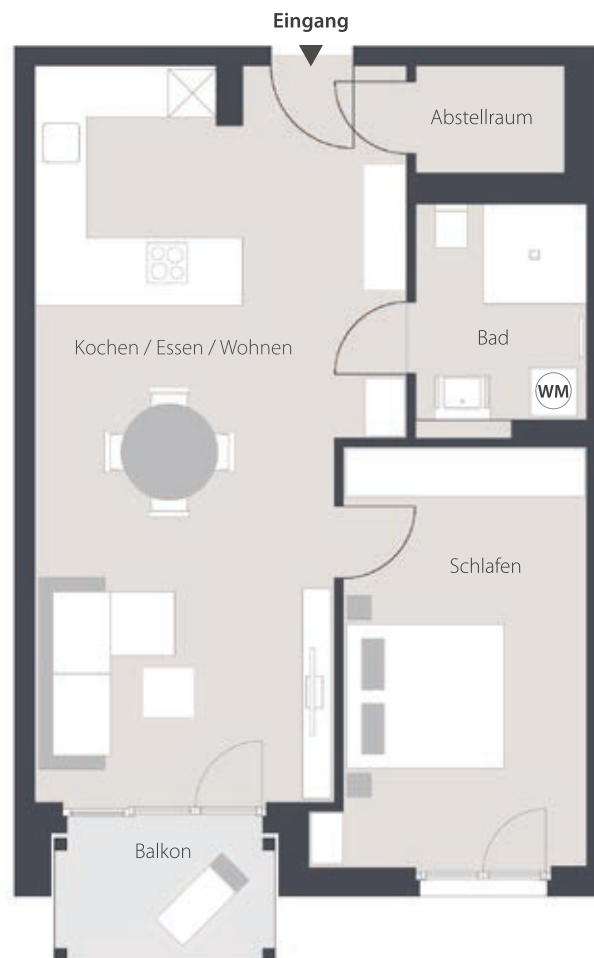 Eingang
Abstellraum
Kochen / Essen / Wohnen
Bad
WM
Schlafen
Balkon